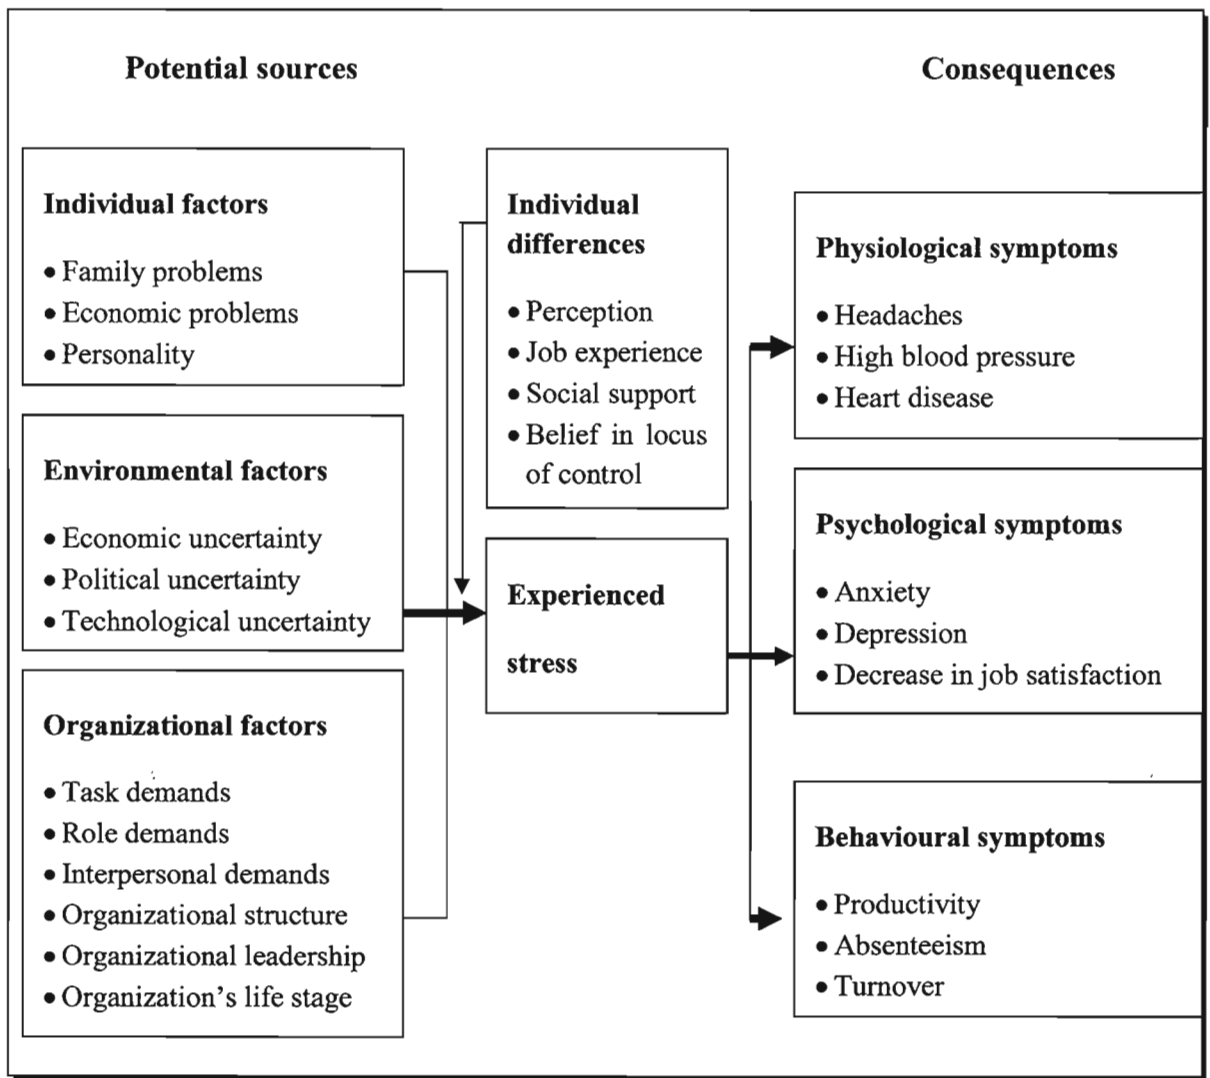 Potential sources
Consequences
Individual factors
• Family problems
• Economic problems
• Personality
Environmental factors
• Economic uncertainty
• Political uncertainty
• Technological uncertainty
Organizational factors
• Task demands
• Role demands
• Interpersonal demands
• Organizational structure
• Organizational leadership
• Organization's life stage
Individual
differences
• Perception
• Job experience
• Social support
• Belief in locus
of control
Experienced
stress
Physiological symptoms
• Headaches
• High blood pressure
• Heart disease
Psychological symptoms
• Anxiety
• Depression
• Decrease in job satisfaction
Behavioural symptoms
• Productivity
• Absenteeism
• Turnover